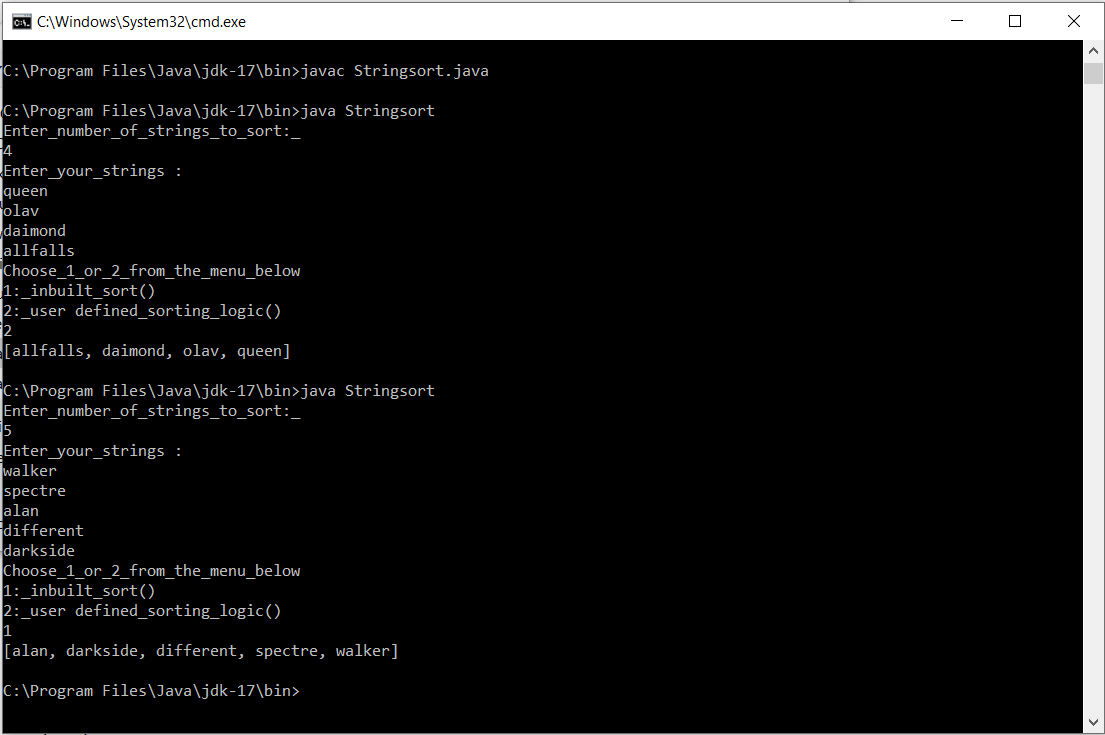 C:\Windows\System32\cmd.exe
C:\Program Files\Java\jdk-17\bin>javac Stringsort.java
C:\Program Files\Java\jdk-17\bin>java Stringsort
Enter_number_of_strings_to_sort:_
4
Enter_your_strings :
queen
olav
daimond
allfalls
Choose_1_or_2_from_the_menu_below
1:_inbuilt_sort()
2:_user defined_sorting_logic()
2
[allfalls, daimond, olav, queen]
C:\Program Files\Java\jdk-17\bin>java Stringsort
Enter_number_of_strings_to_sort:_
5
Enter_your_strings :
walker
spectre
alan
different
darkside
Choose_1_or_2_from_the_menu_below
1:_inbuilt_sort()
2:_user defined_sorting_logic()
1
[alan, darkside, different, spectre, walker]
C:\Program Files\Java\jdk-17\bin>